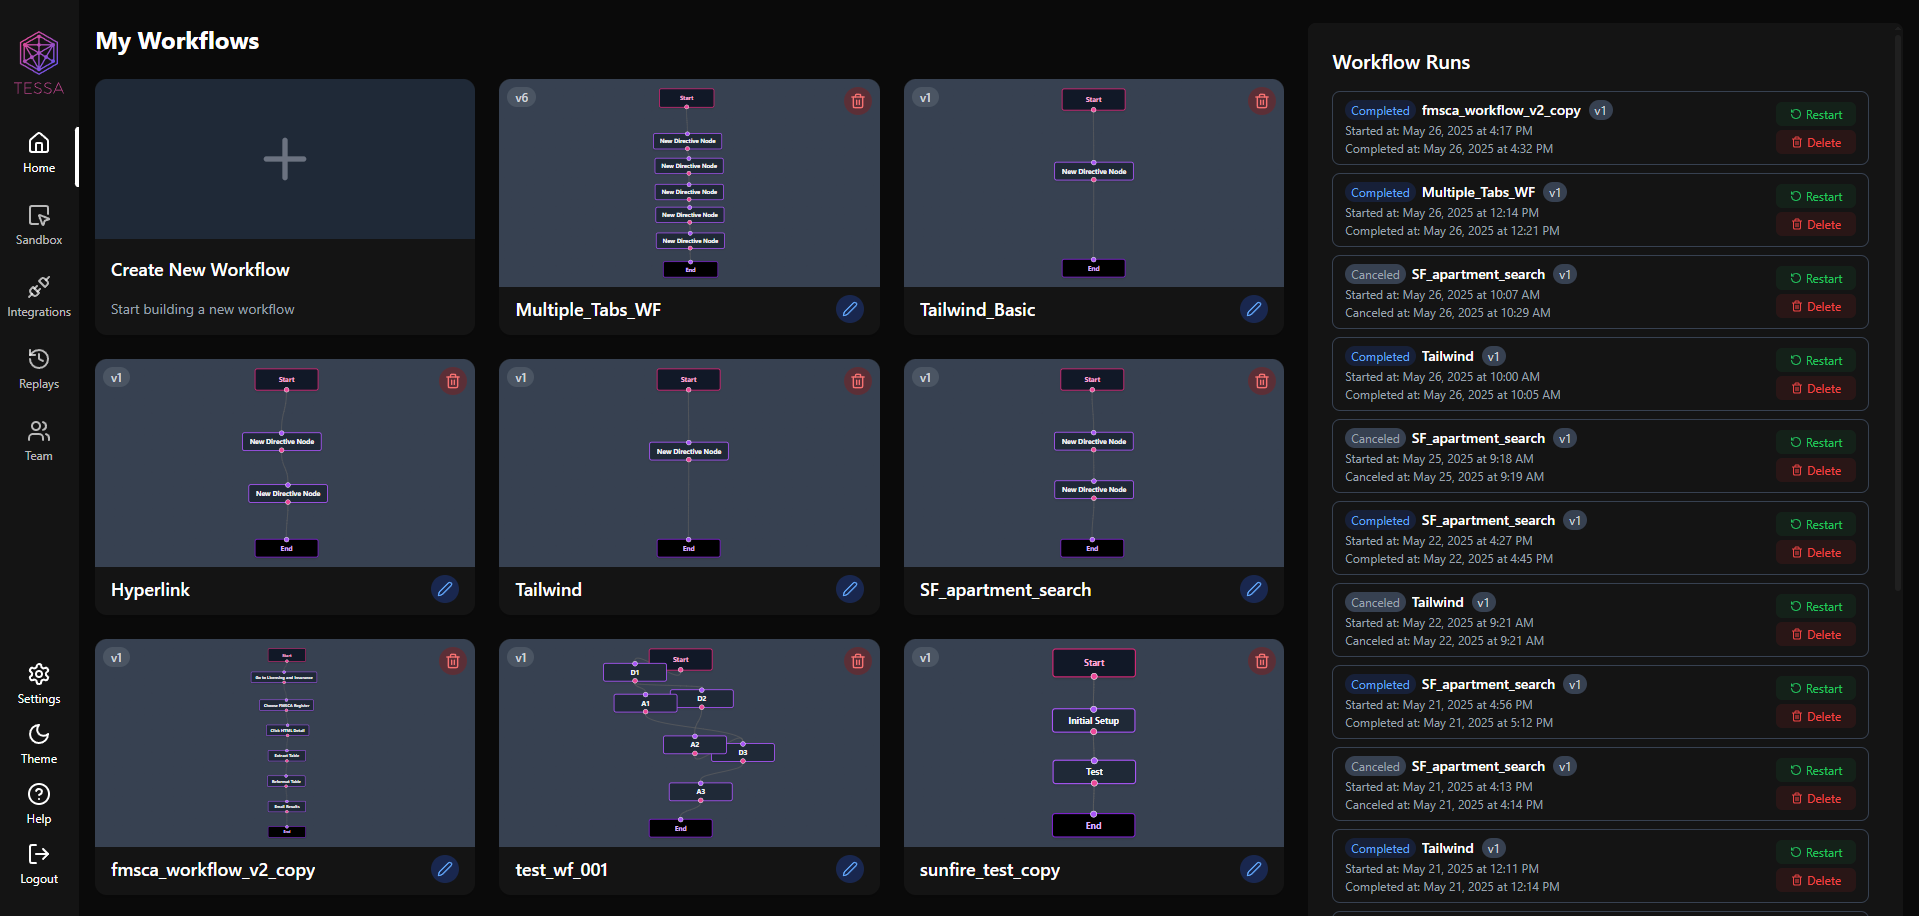 TESSA
Home
Sandbox
Integrations
Replays
Team
Settings
Theme
Help
Logout
My Workflows
Create New Workflow
Start building a new workflow
v6
Start
New Directive Node
New Directive Node
New Directive Node
New Directive Node
New Directive Node
End
Multiple_Tabs_WF
v1
Start
New Directive Node
End
Tailwind_Basic
v1
Start
New Directive Node
New Directive Node
End
Hyperlink
v1
Start
New Directive Node
End
Tailwind
v1
Start
New Directive Node
New Directive Node
End
SF_apartment_search
v1
Start
Go to Licensing and Insurance
Choose FMSCA Register
Click HTML Detail
Extract Table
Reformat Table
Email Results
End
fmsca_workflow_v2_copy
v1
Start
D1
D2
A1
A2
D3
A3
End
test_wf_001
v1
Start
Initial Setup
Test
End
sunfire_test_copy
Workflow Runs
Completed fmsca_workflow_v2_copy v1 Restart
Started at: May 26, 2025 at 4:17 PM
Completed at: May 26, 2025 at 4:32 PM Delete
Completed Multiple_Tabs_WF v1 Restart
Started at: May 26, 2025 at 12:14 PM
Completed at: May 26, 2025 at 12:21 PM Delete
Canceled SF_apartment_search v1 Restart
Started at: May 26, 2025 at 10:07 AM
Canceled at: May 26, 2025 at 10:29 AM Delete
Completed Tailwind v1 Restart
Started at: May 26, 2025 at 10:00 AM
Completed at: May 26, 2025 at 10:05 AM Delete
Canceled SF_apartment_search v1 Restart
Started at: May 25, 2025 at 9:18 AM
Canceled at: May 25, 2025 at 9:19 AM Delete
Completed SF_apartment_search v1 Restart
Started at: May 22, 2025 at 4:27 PM
Completed at: May 22, 2025 at 4:45 PM Delete
Canceled Tailwind v1 Restart
Started at: May 22, 2025 at 9:21 AM
Canceled at: May 22, 2025 at 9:21 AM Delete
Completed SF_apartment_search v1 Restart
Started at: May 21, 2025 at 4:56 PM
Completed at: May 21, 2025 at 5:12 PM Delete
Canceled SF_apartment_search v1 Restart
Started at: May 21, 2025 at 4:13 PM
Canceled at: May 21, 2025 at 4:14 PM Delete
Completed Tailwind v1 Restart
Started at: May 21, 2025 at 12:11 PM
Completed at: May 21, 2025 at 12:14 PM Delete